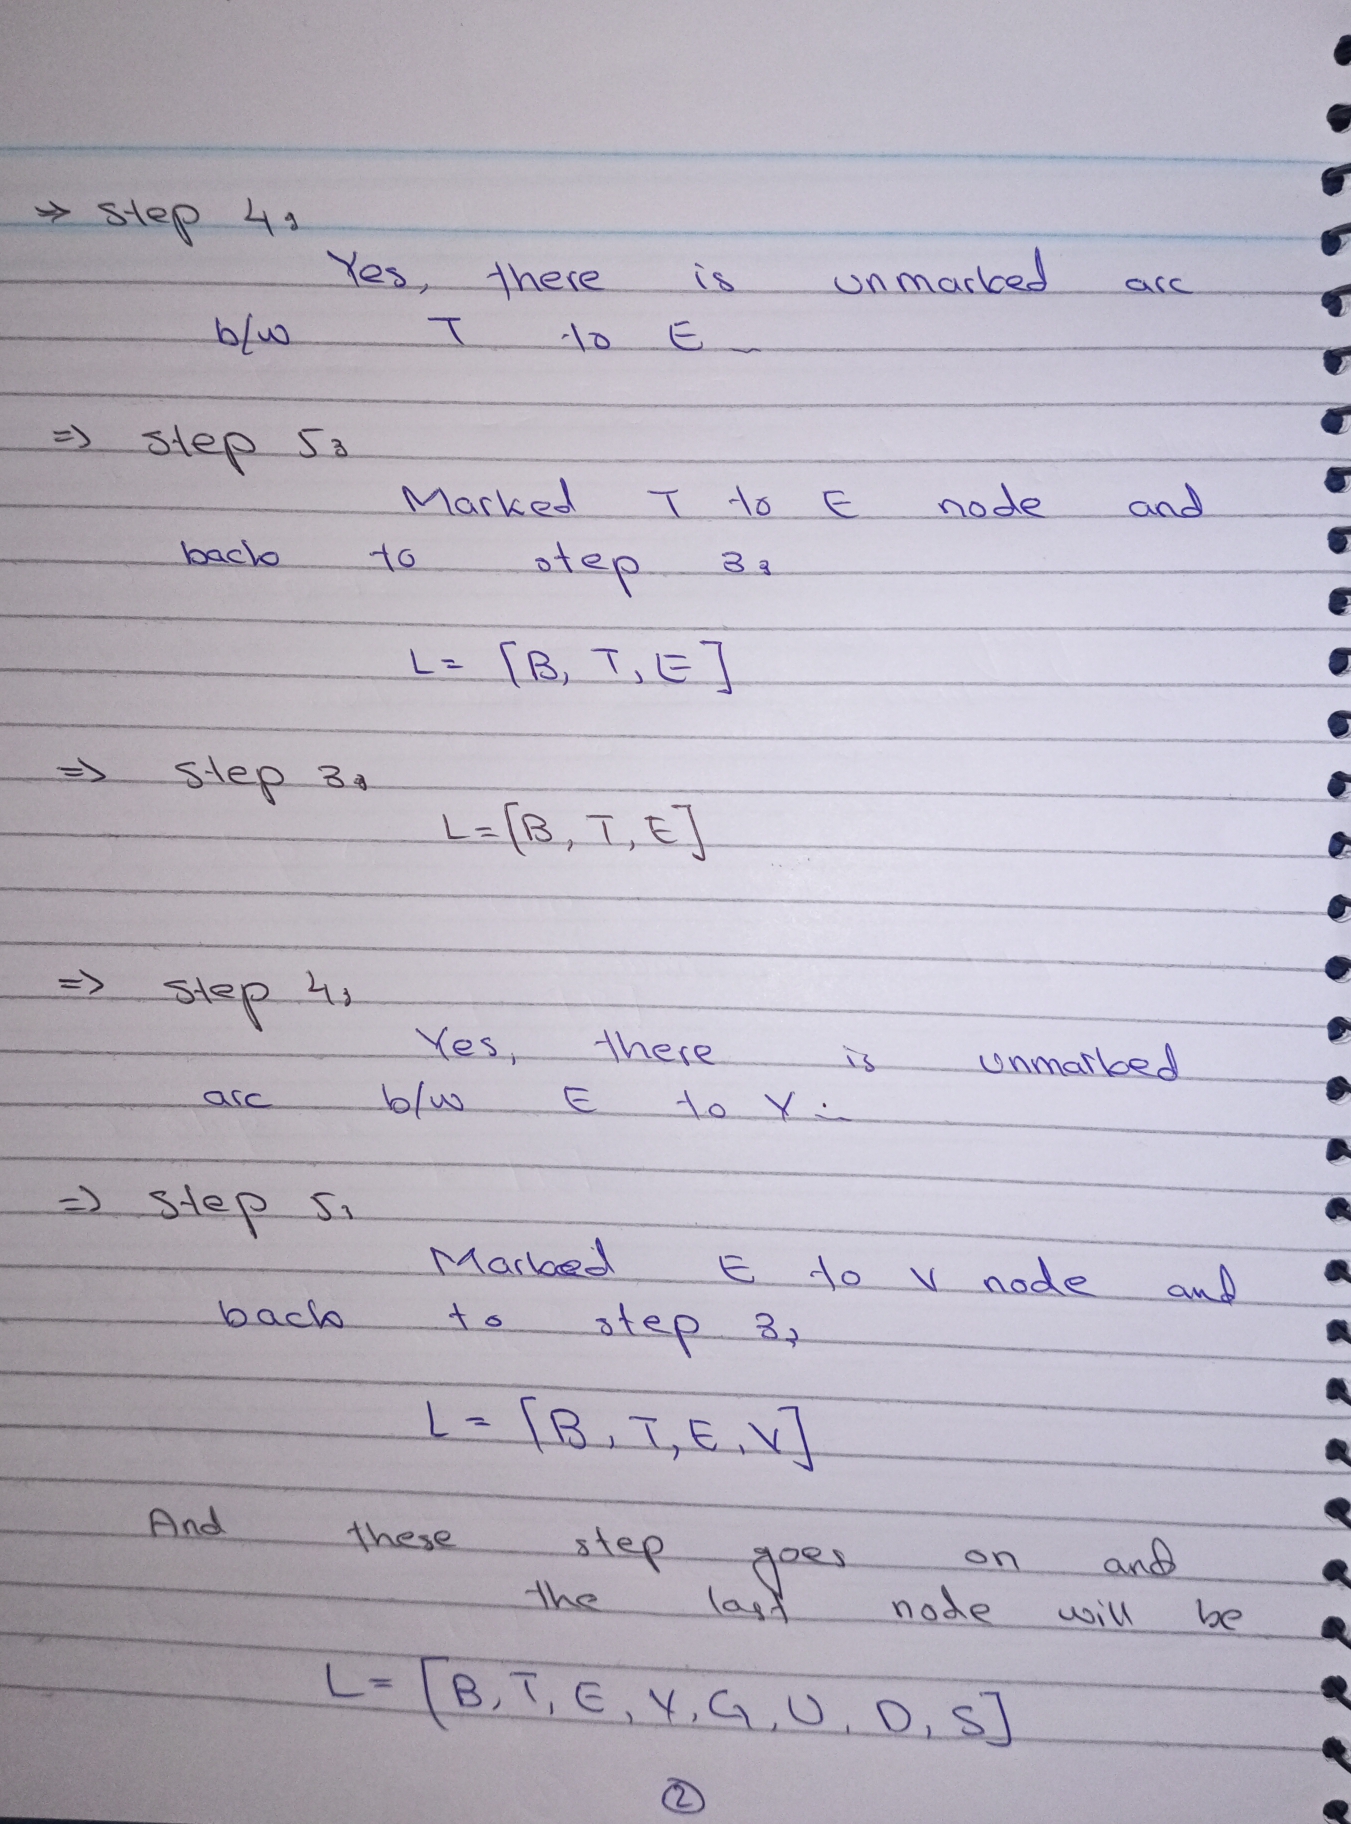 => step 4:
Yes, there is unmarked arc
b/w T to E
=> step 5:
Marked T to E node and
back to step 3:
L = [B, T, E]
=> step 3:
L = [B, T, E]
=> step 4:
Yes, there is unmarked
arc b/w E to V
=> step 5:
Marked E to V node and
back to step 3,
L = [B, T, E, V]
And these step goes on and
the last node will be
L = [B, T, E, V, G, U, D, S]
2